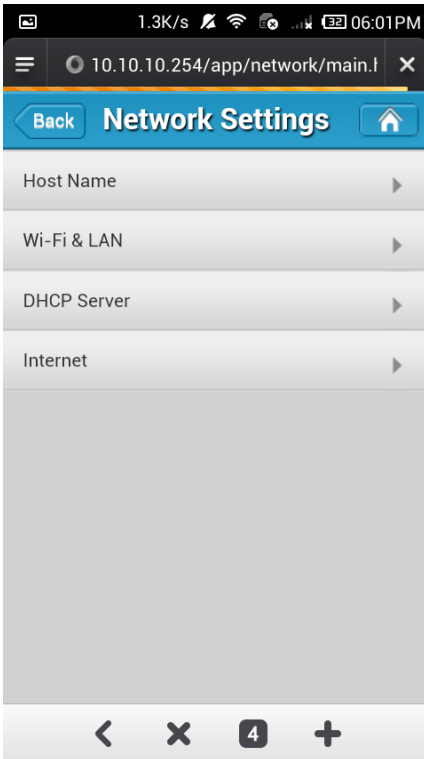 1.3K/s 32 06:01PM
10.10.10.254/app/network/main.h
Back Network Settings
Host Name
Wi-Fi & LAN
DHCP Server
Internet
4